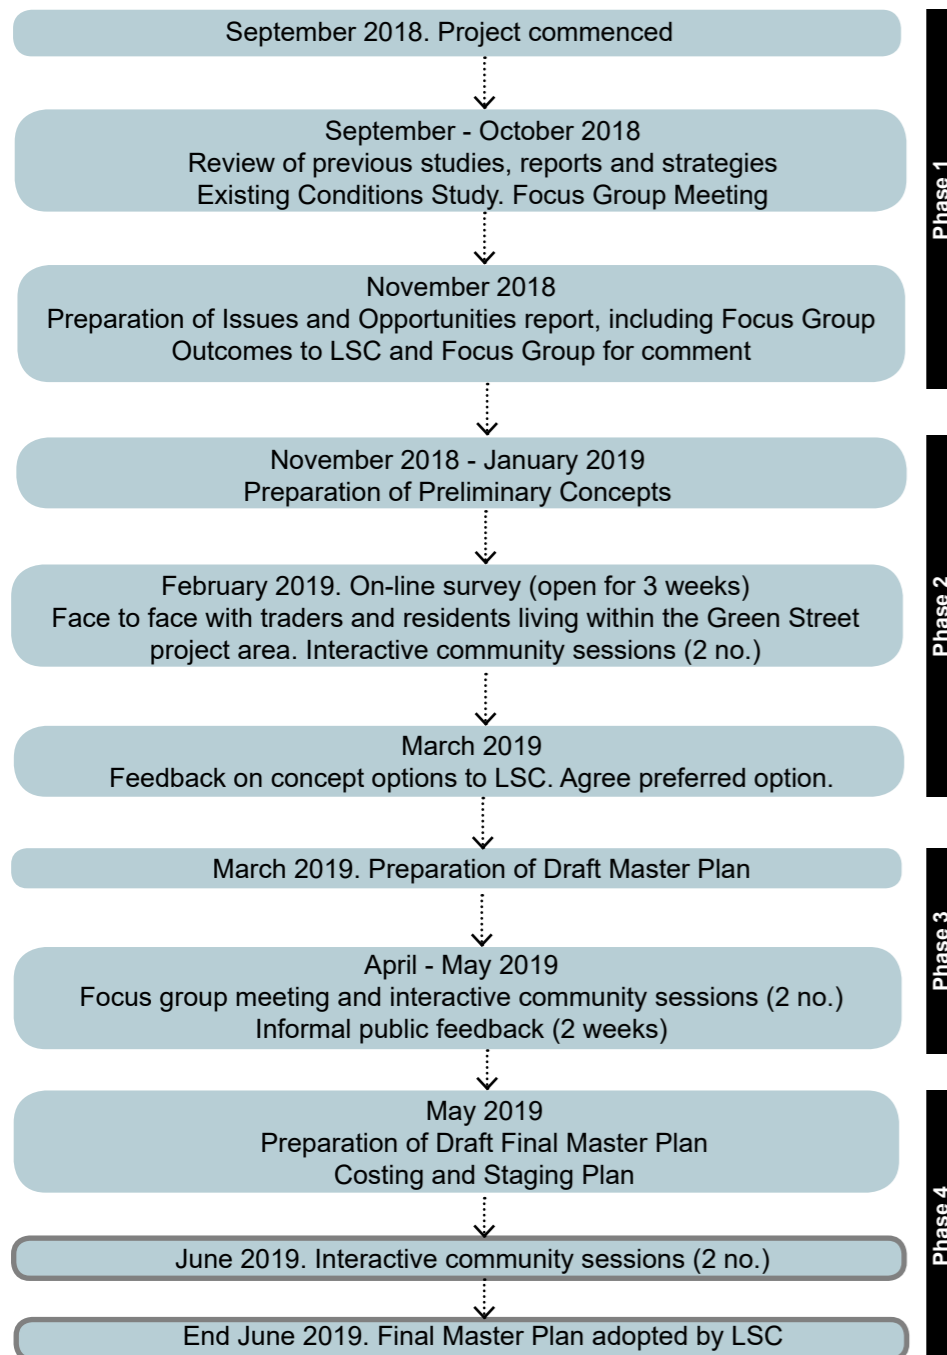 September 2018. Project commenced
September - October 2018
Review of previous studies, reports and strategies
Existing Conditions Study. Focus Group Meeting
November 2018
Preparation of Issues and Opportunities report, including Focus Group
Outcomes to LSC and Focus Group for comment
Phase 1
November 2018 - January 2019
Preparation of Preliminary Concepts
February 2019. On-line survey (open for 3 weeks)
Face to face with traders and residents living within the Green Street
project area. Interactive community sessions (2 no.)
March 2019
Feedback on concept options to LSC. Agree preferred option.
Phase 2
March 2019. Preparation of Draft Master Plan
April - May 2019
Focus group meeting and interactive community sessions (2 no.)
Informal public feedback (2 weeks)
Phase 3
May 2019
Preparation of Draft Final Master Plan
Costing and Staging Plan
June 2019. Interactive community sessions (2 no.)
End June 2019. Final Master Plan adopted by LSC
Phase 4